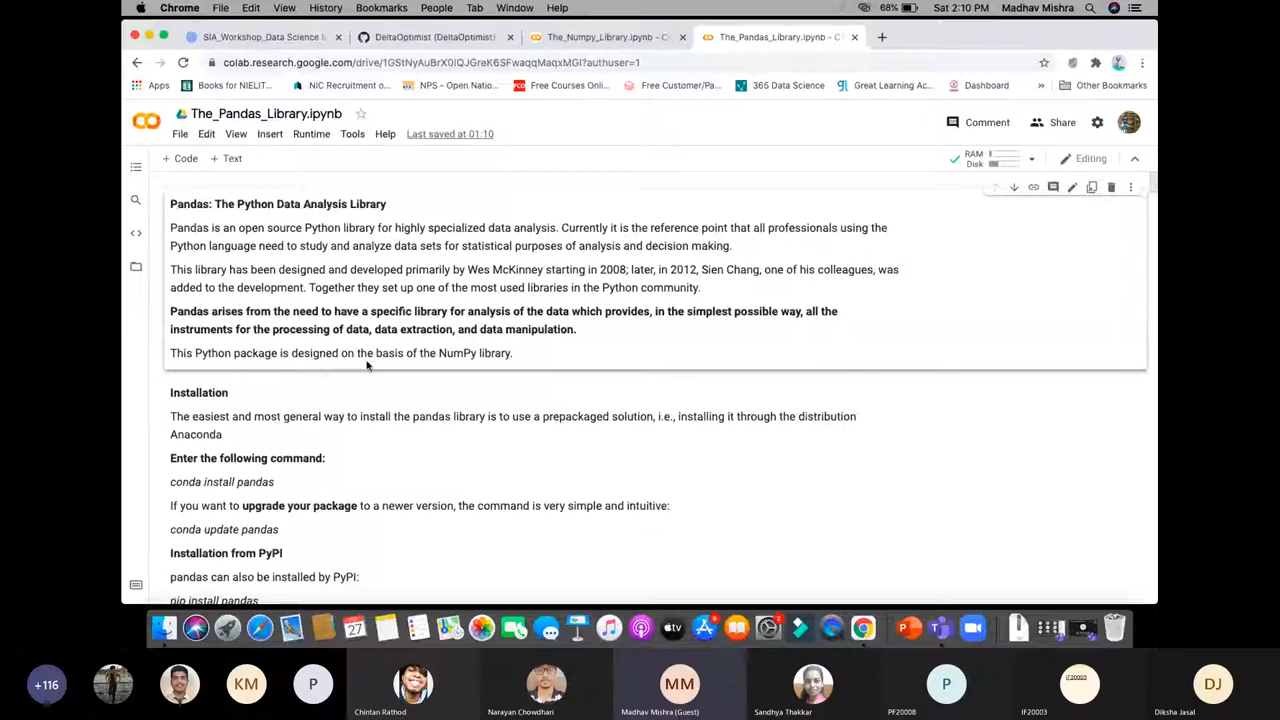 Chrome File Edit View History Bookmarks People Tab Window Help 68% Sat 2:10 PM Madhav Mishra
SIA_Workshop_Data Science b DeltaOptimist (DeltaOptimist) The_Numpy_Library.ipynb - C The_Pandas_Library.ipynb - C
colab.research.google.com/drive/1GStNyAuBrX0lQJGreK6SFwaqqMaqxMGI?authuser=1
Apps Books for NIELIT... NIC Recruitment o... NPS - Open Natio... Free Courses Onli... Free Customer/Pa... 365 Data Science Great Learning Ac... Dashboard » Other Bookmarks
The_Pandas_Library.ipynb
File Edit View Insert Runtime Tools Help Last saved at 01:10
Comment Share
+ Code + Text
RAM
Disk
Editing
Pandas: The Python Data Analysis Library
Pandas is an open source Python library for highly specialized data analysis. Currently it is the reference point that all professionals using the
Python language need to study and analyze data sets for statistical purposes of analysis and decision making.
This library has been designed and developed primarily by Wes McKinney starting in 2008; later, in 2012, Sien Chang, one of his colleagues, was
added to the development. Together they set up one of the most used libraries in the Python community.
Pandas arises from the need to have a specific library for analysis of the data which provides, in the simplest possible way, all the
instruments for the processing of data, data extraction, and data manipulation.
This Python package is designed on the basis of the NumPy library.
Installation
The easiest and most general way to install the pandas library is to use a prepackaged solution, i.e., installing it through the distribution
Anaconda
Enter the following command:
conda install pandas
If you want to upgrade your package to a newer version, the command is very simple and intuitive:
conda update pandas
Installation from PyPI
pandas can also be installed by PyPI:
pip install pandas
27
tv
+116 KM P MM P IF20003 DJ
Chintan Rathod Narayan Chowdhari Madhav Mishra (Guest) Sandhya Thakkar PF20008 IF20003 Diksha Jasal